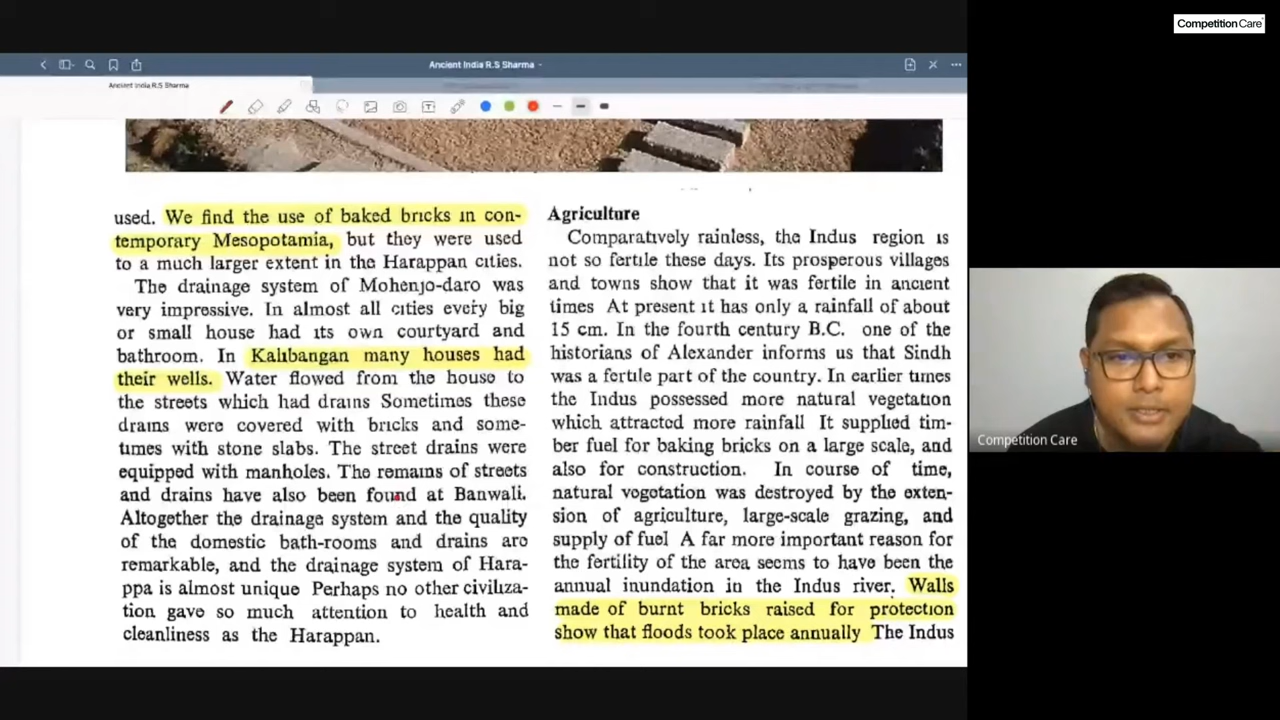 CompetitionCare
Ancient India R.S Sharma
Ancient India R.S Sharma
used. We find the use of baked bricks in con-
temporary Mesopotamia, but they were used
to a much larger extent in the Harappan cities.
The drainage system of Mohenjo-daro was
very impressive. In almost all cities every big
or small house had its own courtyard and
bathroom. In Kalibangan many houses had
their wells. Water flowed from the house to
the streets which had drains Sometimes these
drains were covered with bricks and some-
times with stone slabs. The street drains were
equipped with manholes. The remains of streets
and drains have also been found at Banwali.
Altogether the drainage system and the quality
of the domestic bath-rooms and drains are
remarkable, and the drainage system of Hara-
ppa is almost unique Perhaps no other civiliza-
tion gave so much attention to health and
cleanliness as the Harappan.
Agriculture
Comparatively rainless, the Indus region is
not so fertile these days. Its prosperous villages
and towns show that it was fertile in ancient
times At present it has only a rainfall of about
15 cm. In the fourth century B.C. one of the
historians of Alexander informs us that Sindh
was a fertile part of the country. In earlier times
the Indus possessed more natural vegetation
which attracted more rainfall It supplied tim-
ber fuel for baking bricks on a large scale, and
also for construction. In course of time,
natural vogotation was destroyed by the exten-
sion of agriculture, large-scale grazing, and
supply of fuel A far more important reason for
the fertility of the area seems to have been the
annual inundation in the Indus river. Walls
made of burnt bricks raised for protection
show that floods took place annually The Indus
Competition Care